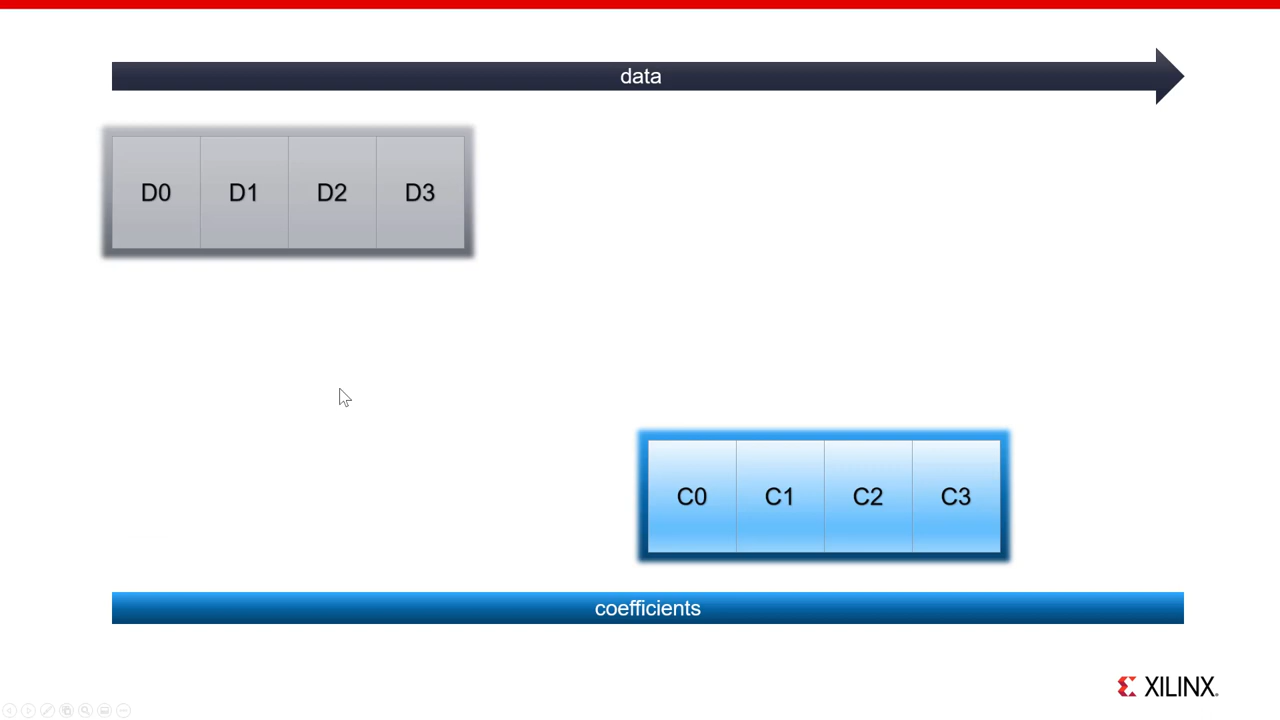 data
D0 D1 D2 D3
C0 C1 C2 C3
coefficients
XILINX.